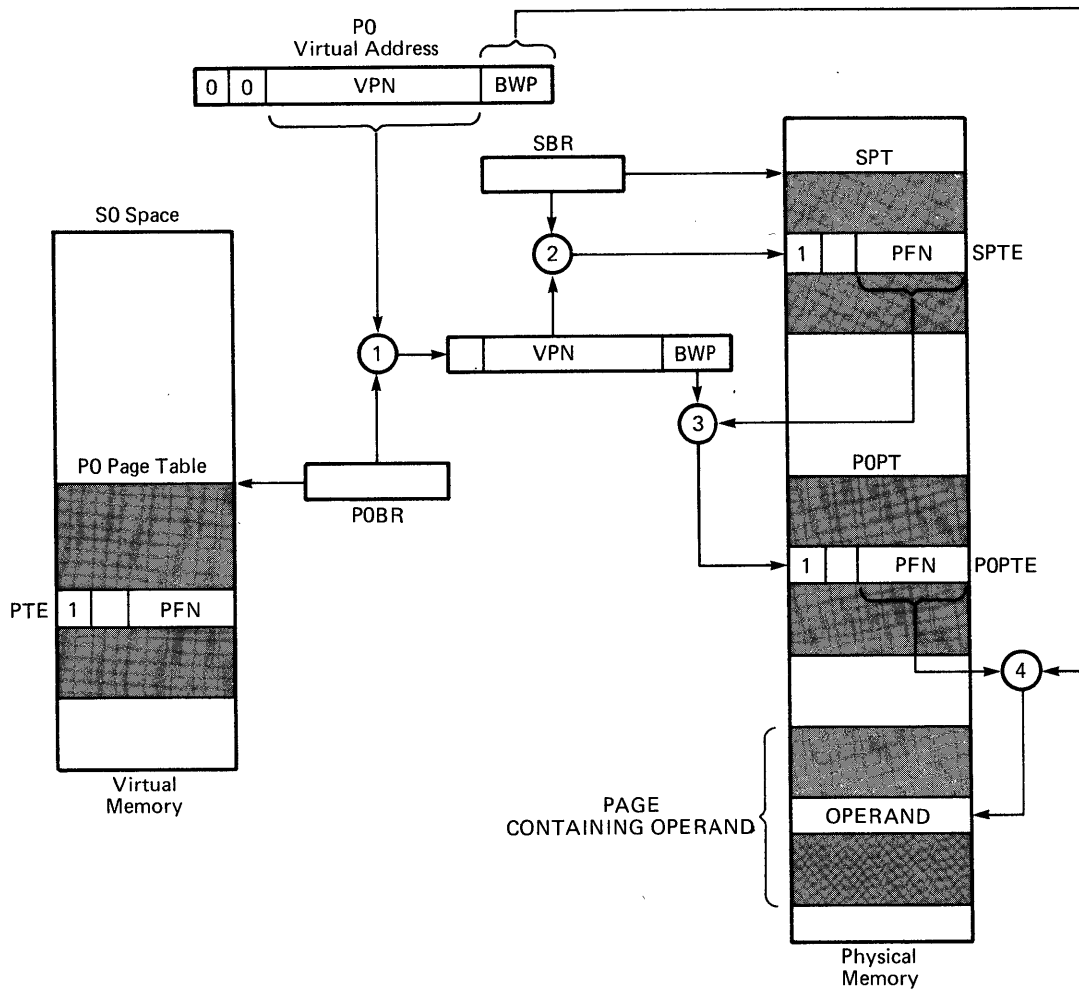 P0
Virtual Address
0 0 VPN BWP
SBR
SPT
S0 Space
2
1 PFN SPTE
1
VPN BWP
3
P0 Page Table
P0PT
P0BR
1 PFN P0PTE
PTE 1 PFN
4
Virtual
Memory
PAGE
CONTAINING OPERAND
OPERAND
Physical
Memory